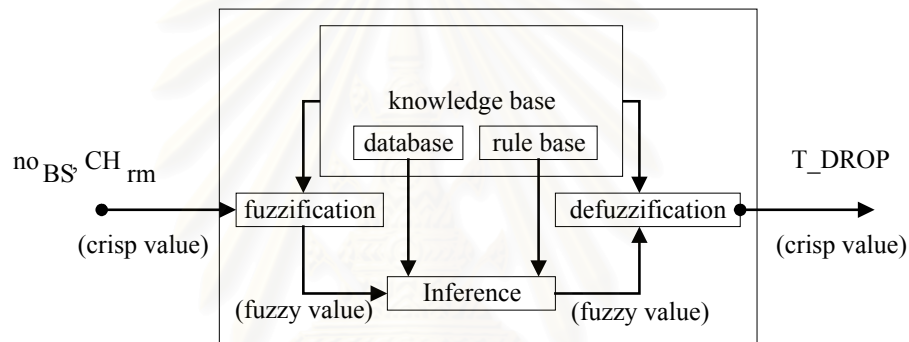 knowledge base
database
rule base
no BS, CH rm
T_DROP
fuzzification
defuzzification
(crisp value)
(crisp value)
Inference
(fuzzy value)
(fuzzy value)